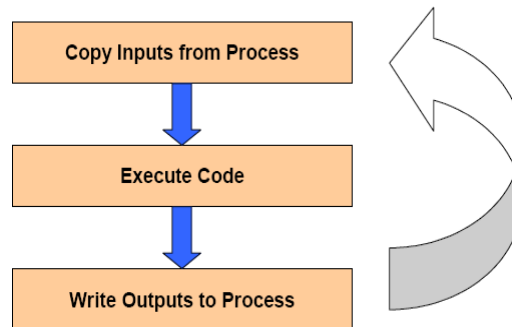 Copy Inputs from Process
Execute Code
Write Outputs to Process